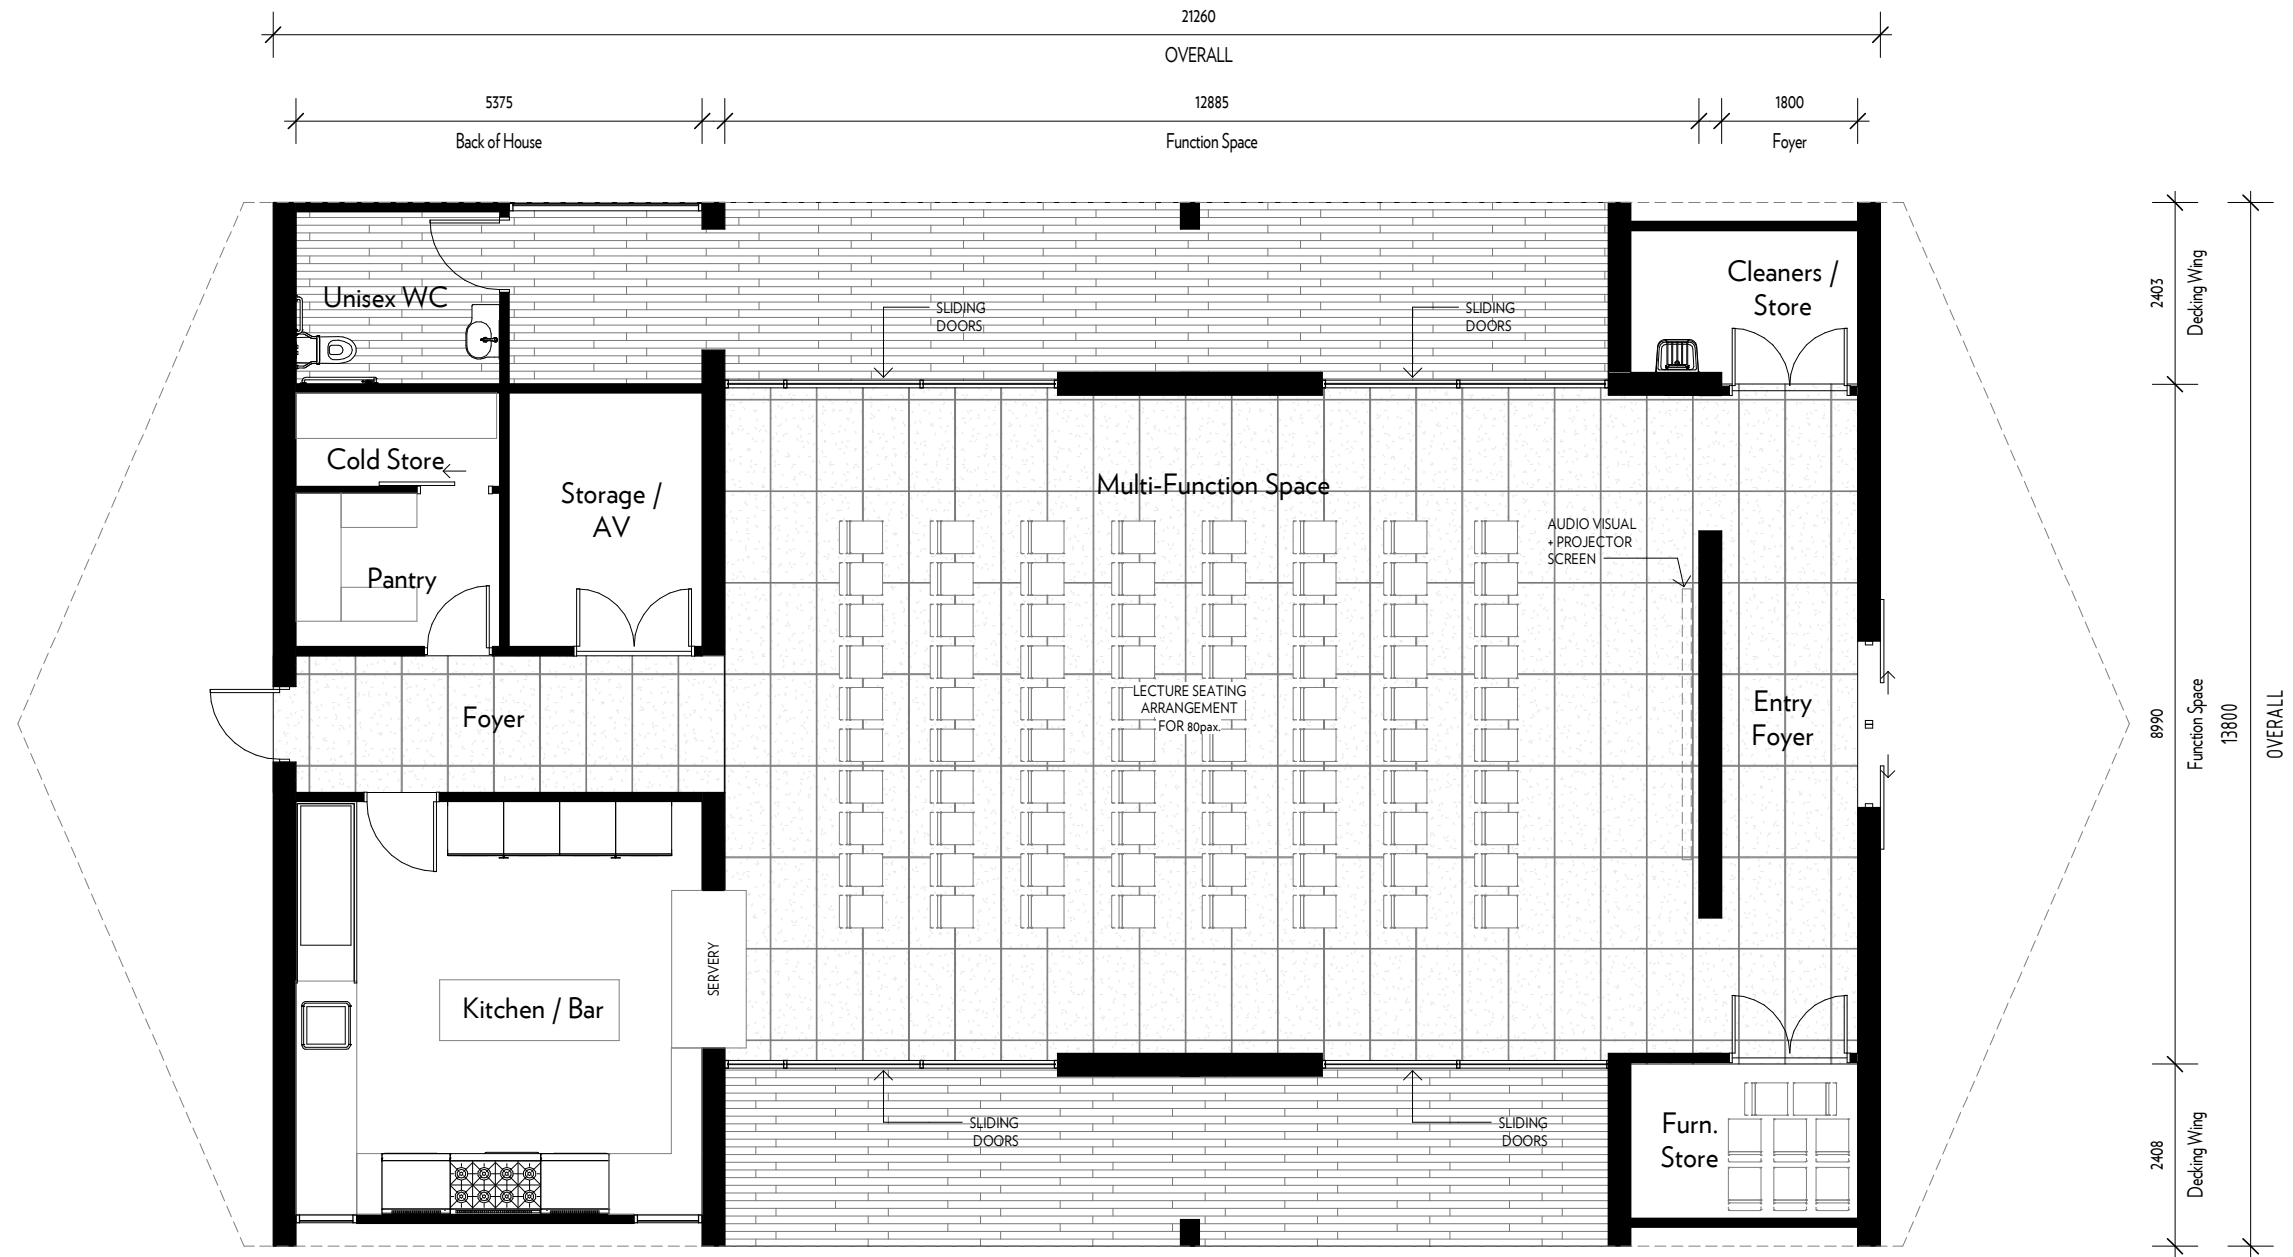 21260
OVERALL
5375
12885
1800
Back of House
Function Space
Foyer
Unisex WC
SLIDING
DOORS
SLIDING
DOORS
Cleaners /
Store
2403
Decking Wing
Cold Store
Storage /
AV
Pantry
Multi-Function Space
AUDIO VISUAL
+ PROJECTOR
SCREEN
LECTURE SEATING
ARRANGEMENT
FOR 80pax.
Foyer
Entry
Foyer
8990
Function Space
13800
OVERALL
SERVERY
Kitchen / Bar
SLIDING
DOORS
SLIDING
DOORS
Furn.
Store
2408
Decking Wing